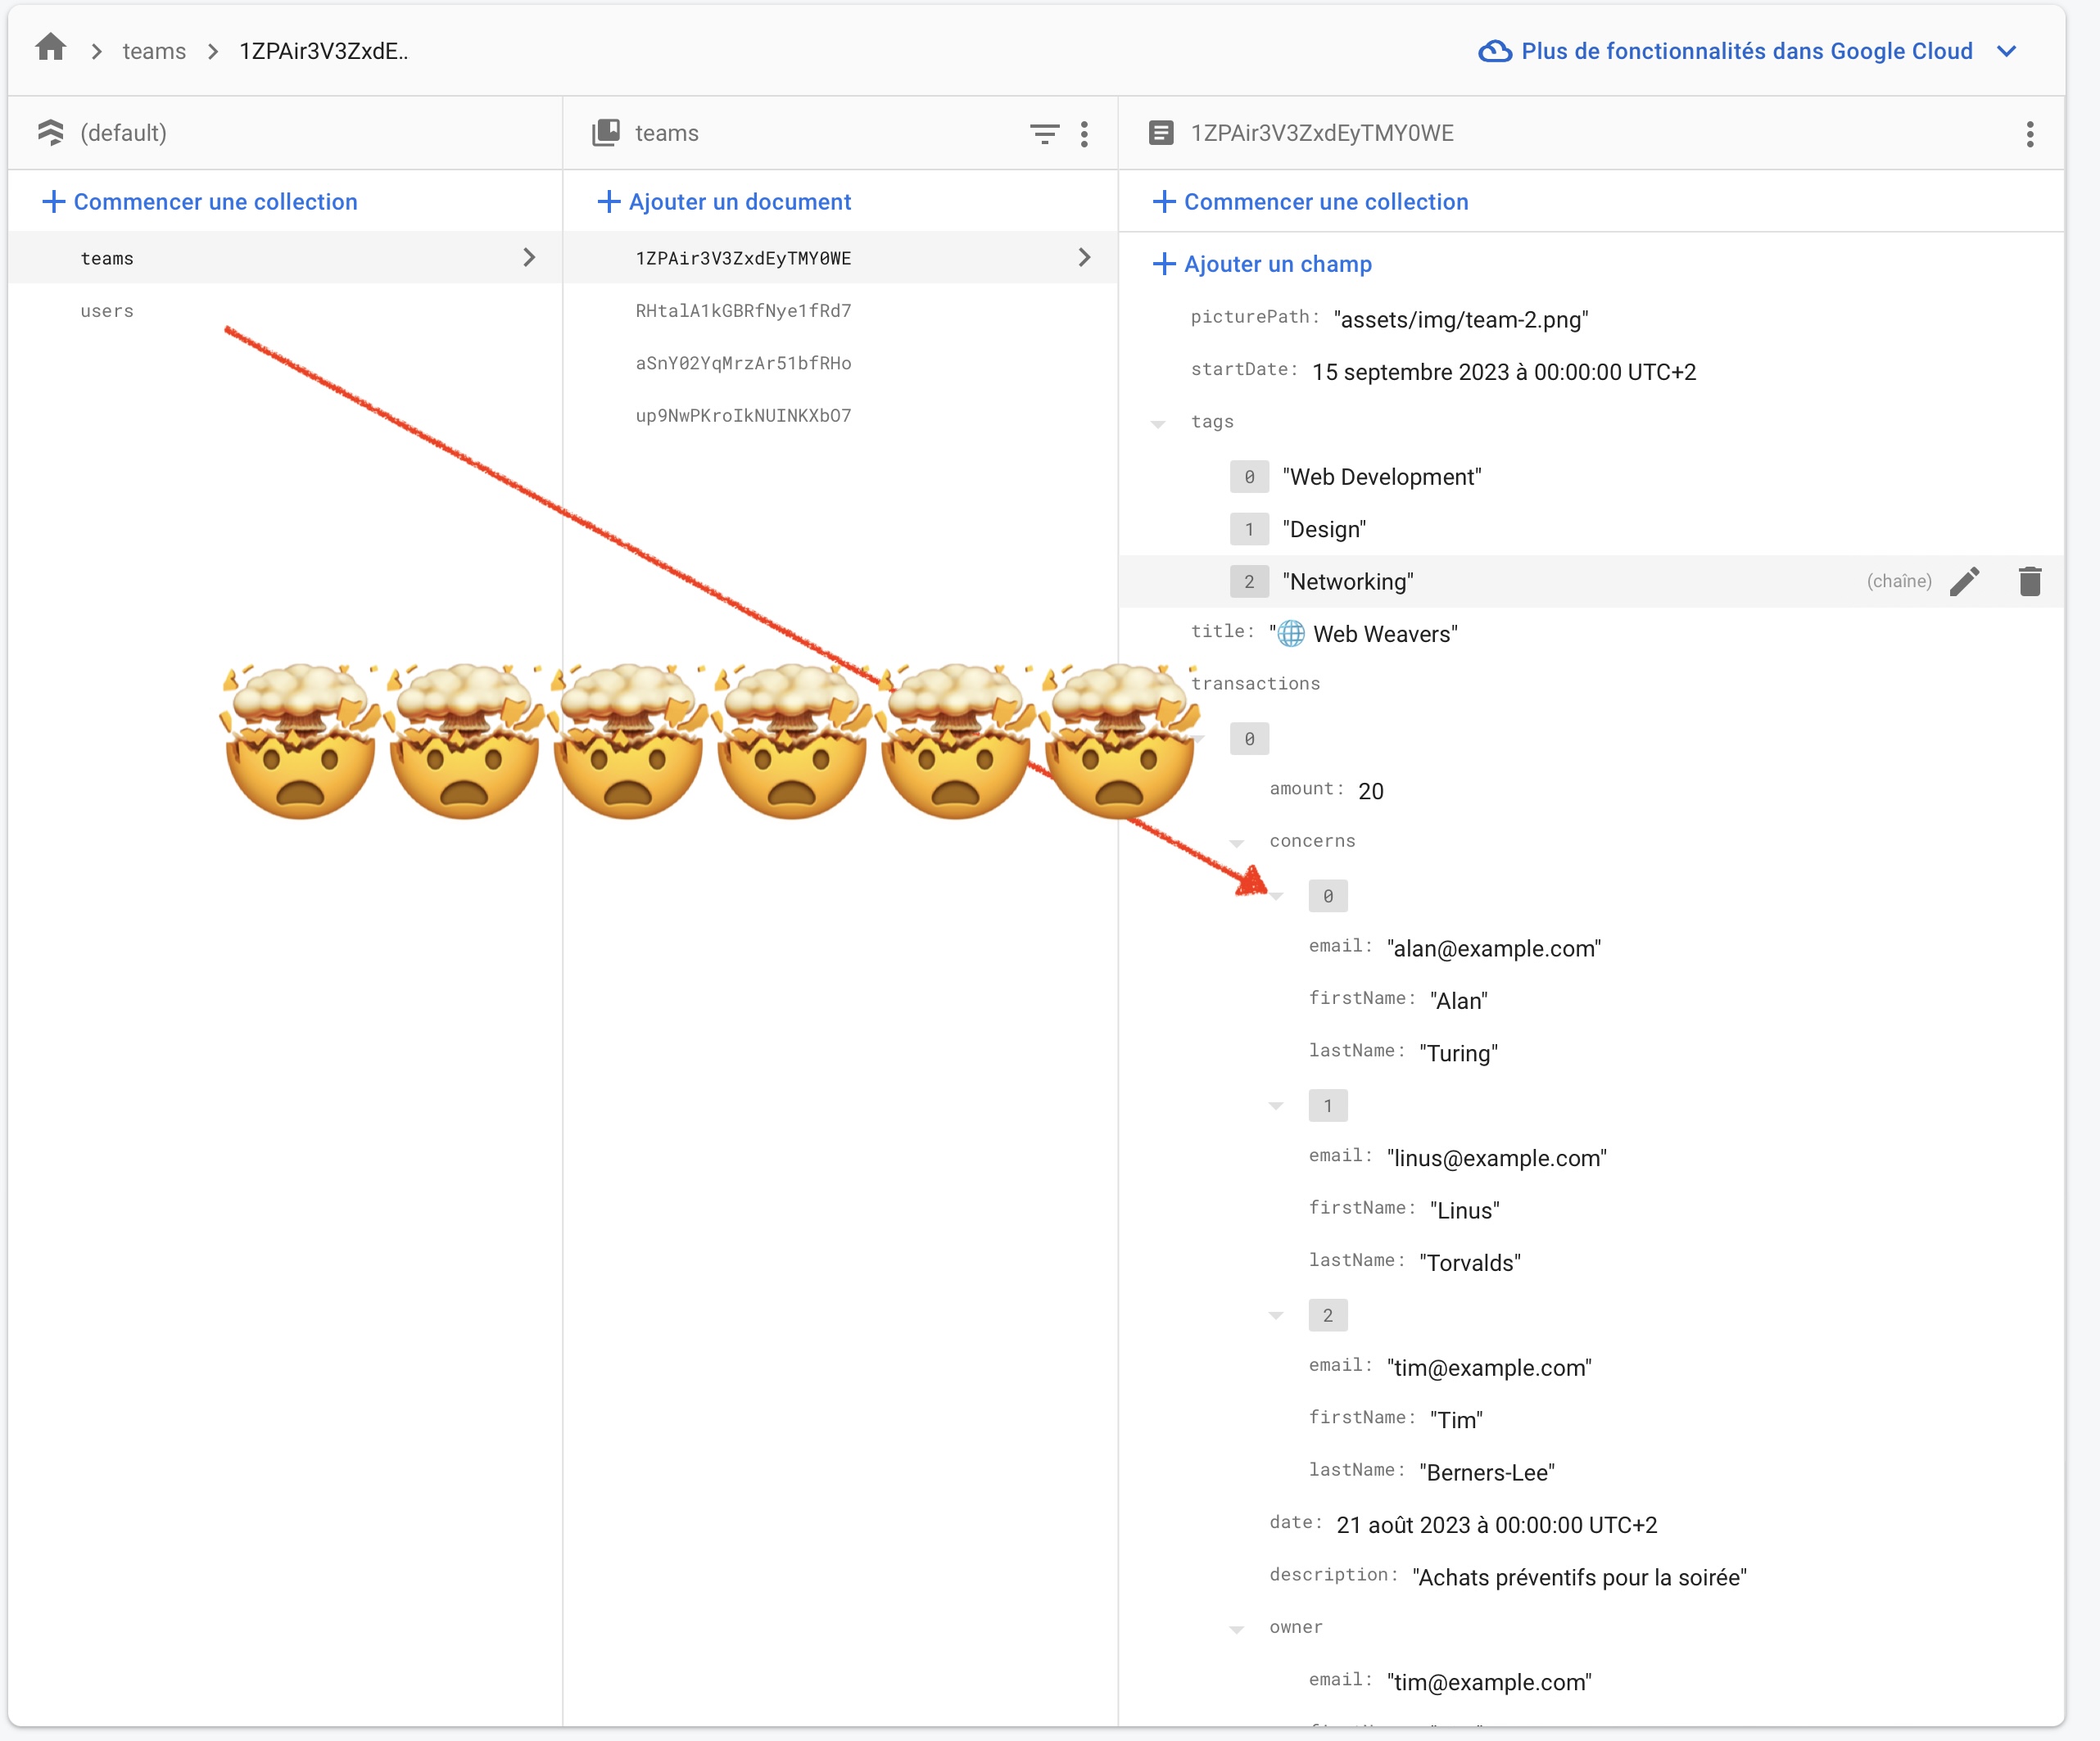 teams 1ZPAir3V3ZxdE..
Plus de fonctionnalités dans Google Cloud
(default)
teams
1ZPAir3V3ZxdEyTMY0WE
Commencer une collection
Ajouter un document
Commencer une collection
teams
users
1ZPAir3V3ZxdEyTMY0WE
RHtalA1kGBRfNye1fRd7
aSnY02YqMrzAr51bfRHo
up9NwPKroIkNUINKXbO7
Ajouter un champ
picturePath: "assets/img/team-2.png"
startDate: 15 septembre 2023 à 00:00:00 UTC+2
tags
0 "Web Development"
1 "Design"
2 "Networking" (chaîne)
title: "🌐 Web Weavers"
transactions
0
amount: 20
concerns
0
email: "alan@example.com"
firstName: "Alan"
lastName: "Turing"
1
email: "linus@example.com"
firstName: "Linus"
lastName: "Torvalds"
2
email: "tim@example.com"
firstName: "Tim"
lastName: "Berners-Lee"
date: 21 août 2023 à 00:00:00 UTC+2
description: "Achats préventifs pour la soirée"
owner
email: "tim@example.com"